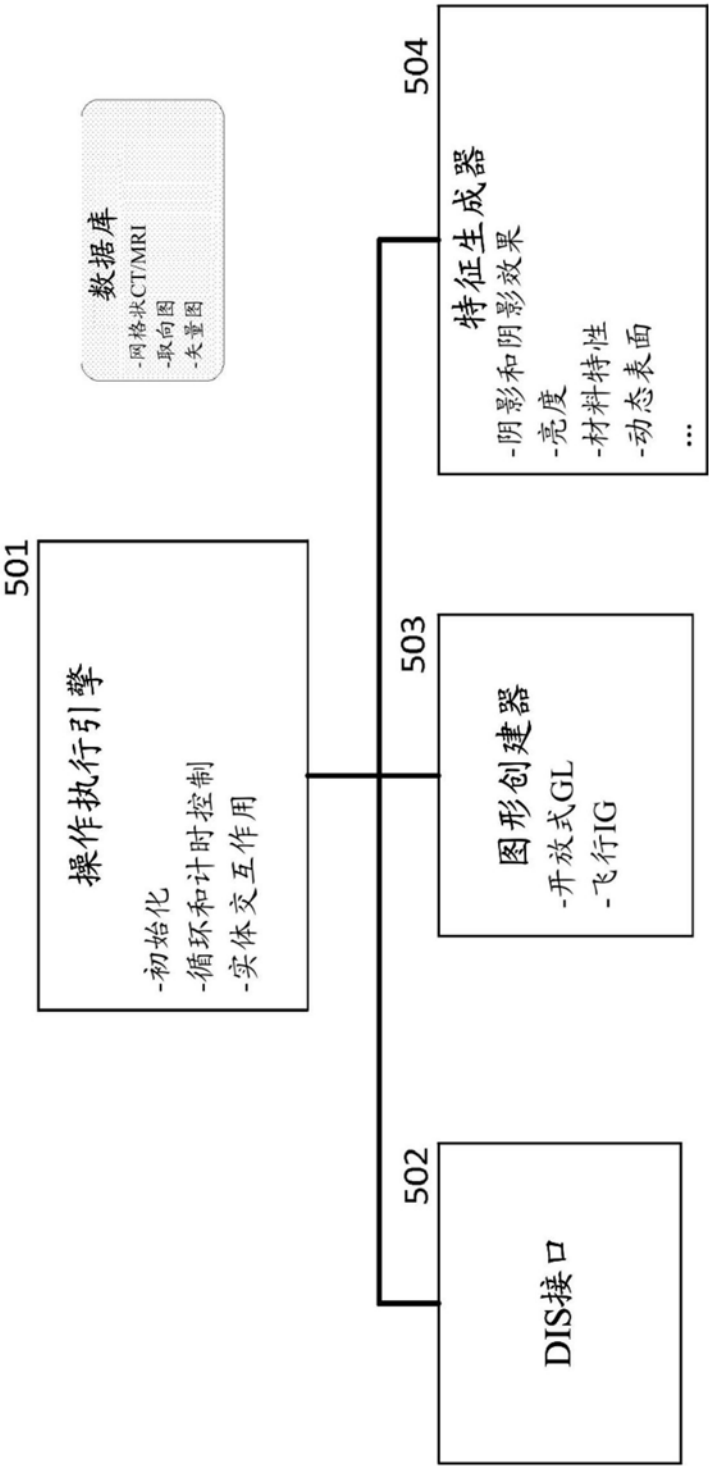 501
操作执行引擎
-初始化
-循环和计时控制
-实体交互作用
数据库
-网格状CT/MRI
-取向图
-矢量图
502
DIS接口
503
图形创建器
-开放式GL
-飞行IG
504
特征生成器
-阴影和阴影效果
-亮度
-材料特性
-动态表面
...